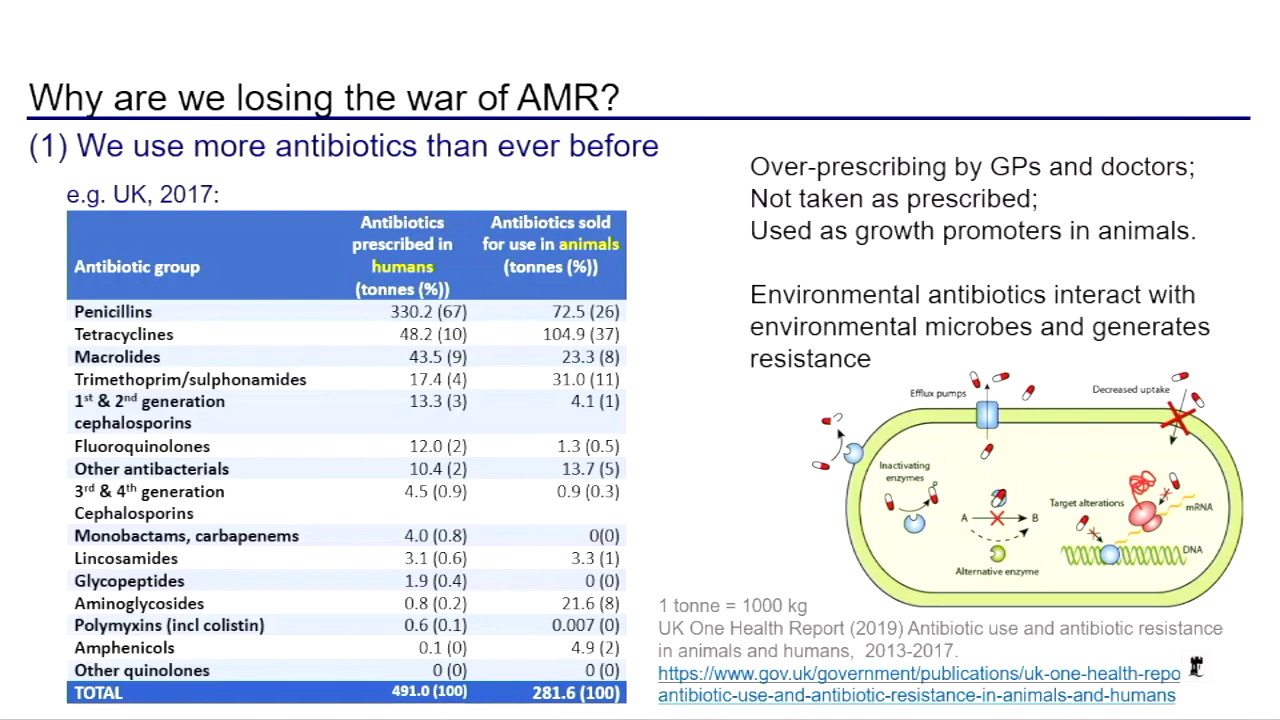 Why are we losing the war of AMR?
(1) We use more antibiotics than ever before
e.g. UK, 2017:
Antibiotic group
Antibiotics prescribed in humans (tonnes (%))
Antibiotics sold for use in animals (tonnes (%))
Penicillins 330.2 (67) 72.5 (26)
Tetracyclines 48.2 (10) 104.9 (37)
Macrolides 43.5 (9) 23.3 (8)
Trimethoprim/sulphonamides 17.4 (4) 31.0 (11)
1st & 2nd generation cephalosporins 13.3 (3) 4.1 (1)
Fluoroquinolones 12.0 (2) 1.3 (0.5)
Other antibacterials 10.4 (2) 13.7 (5)
3rd & 4th generation Cephalosporins 4.5 (0.9) 0.9 (0.3)
Monobactams, carbapenems 4.0 (0.8) 0(0)
Lincosamides 3.1 (0.6) 3.3 (1)
Glycopeptides 1.9 (0.4) 0 (0)
Aminoglycosides 0.8 (0.2) 21.6 (8)
Polymyxins (incl colistin) 0.6 (0.1) 0.007 (0)
Amphenicols 0.1 (0) 4.9 (2)
Other quinolones 0 (0) 0 (0)
TOTAL 491.0 (100) 281.6 (100)
Over-prescribing by GPs and doctors;
Not taken as prescribed;
Used as growth promoters in animals.
Environmental antibiotics interact with
environmental microbes and generates
resistance
Efflux pumps
Decreased uptake
Inactivating
enzymes
P
Target alterations
mRNA
A
B
DNA
Alternative enzyme
1 tonne = 1000 kg
UK One Health Report (2019) Antibiotic use and antibiotic resistance
in animals and humans, 2013-2017.
https://www.gov.uk/government/publications/uk-one-health-repo
antibiotic-use-and-antibiotic-resistance-in-animals-and-humans